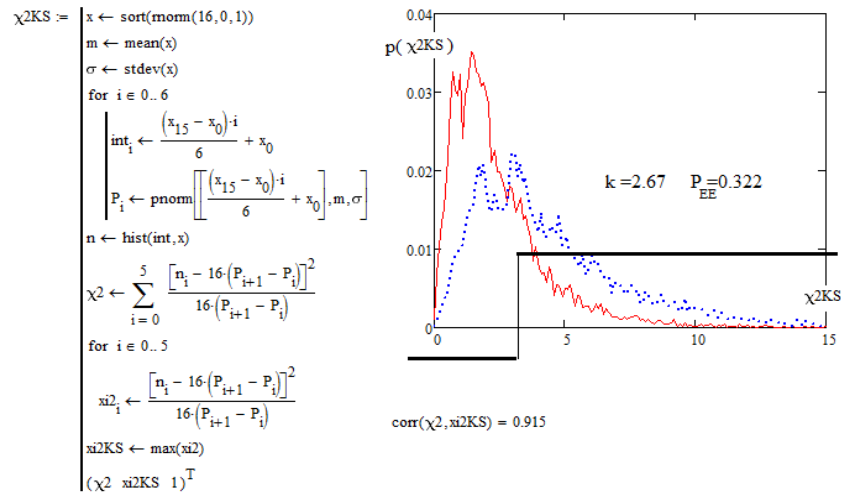 χ2KS := x ← sort(rnorm(16,0,1))
m ← mean(x)
σ ← stdev(x)
for i ∈ 0..6
int_i ← (x_15 − x_0)·i / 6 + x_0
P_i ← pnorm[[(x_15 − x_0)·i / 6 + x_0],m,σ]
n ← hist(int,x)
χ2 ← ∑_{i = 0}^{5} [n_i − 16·(P_{i+1} − P_i)]^2 / 16·(P_{i+1} − P_i)
for i ∈ 0..5
xi2_i ← [n_i − 16·(P_{i+1} − P_i)]^2 / 16·(P_{i+1} − P_i)
xi2KS ← max(xi2)
(χ2 xi2KS 1)^T
0.04
p( χ2KS )
0.03
0.02
k =2.67 P_EE=0.322
0.01
χ2KS
0
0 5 10 15
corr(χ2,xi2KS) = 0.915